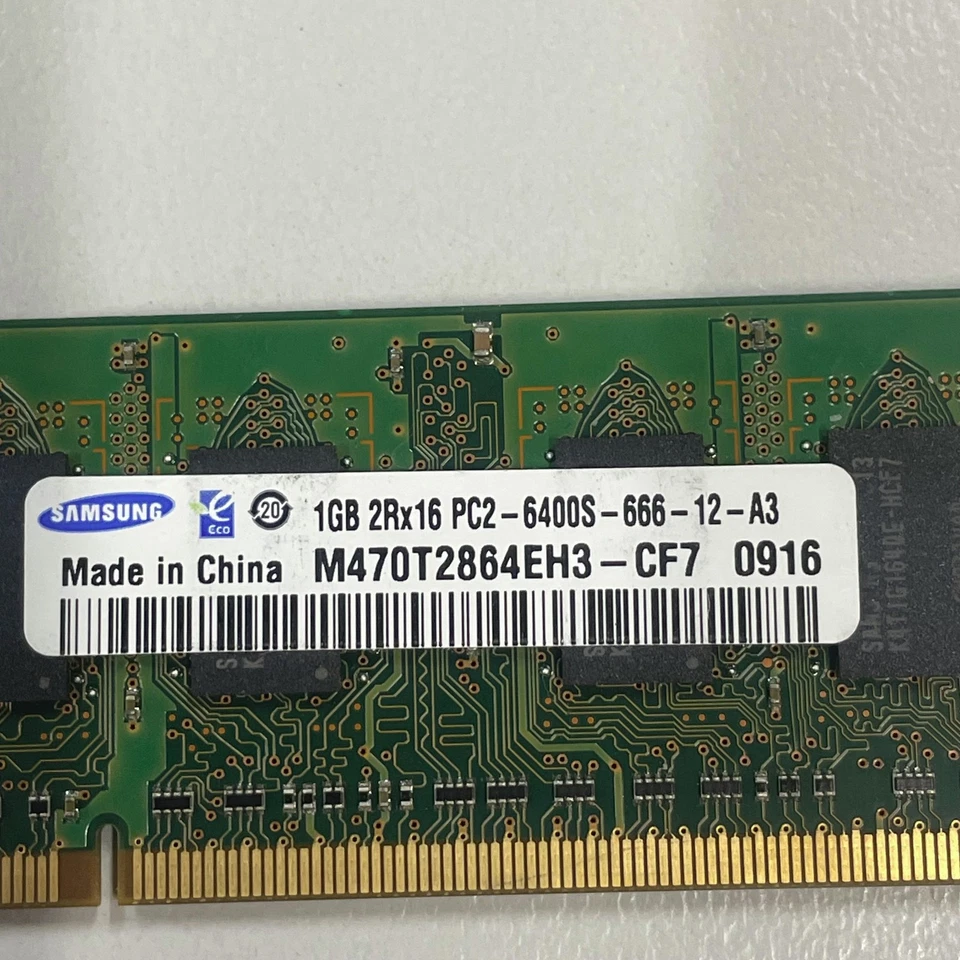 SAMSUNG e Eco 20 1GB 2Rx16 PC2-6400S-666-12-A3
Made in China M470T2864EH3-CF7 0916